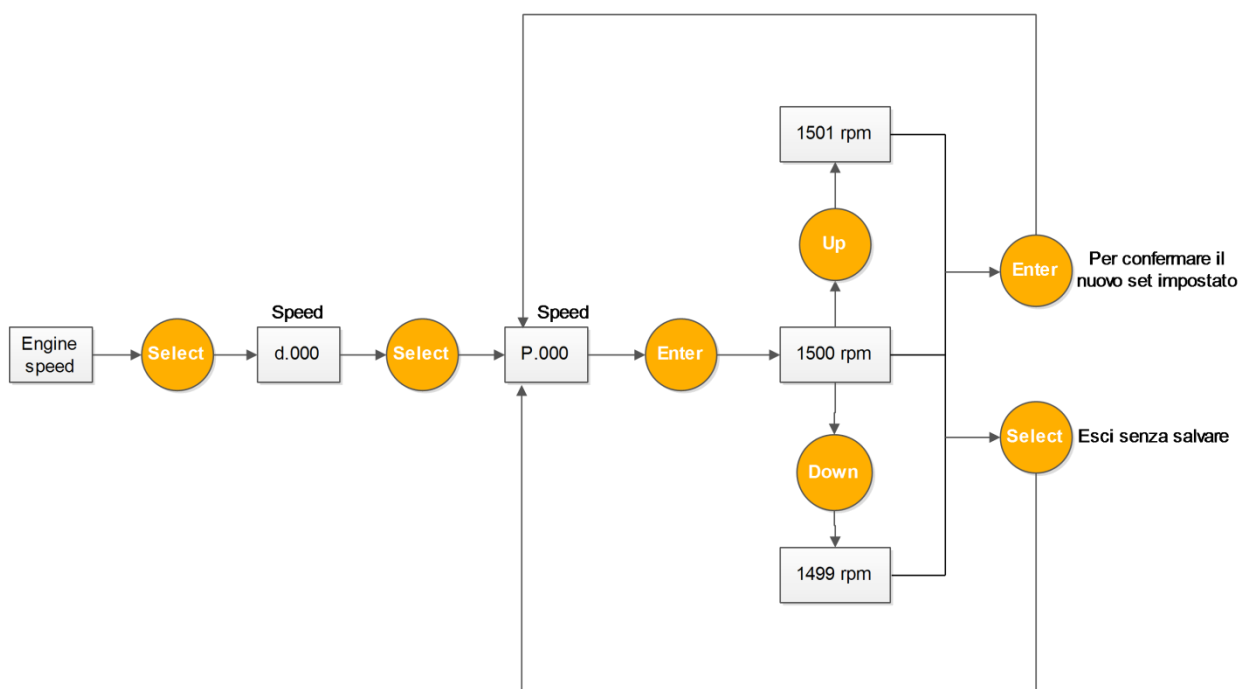 1501 rpm
Up
Enter
Per confermare il
nuovo set impostato
Speed
Speed
Engine
speed
Select
d.000
Select
P.000
Enter
1500 rpm
Select
Esci senza salvare
Down
1499 rpm